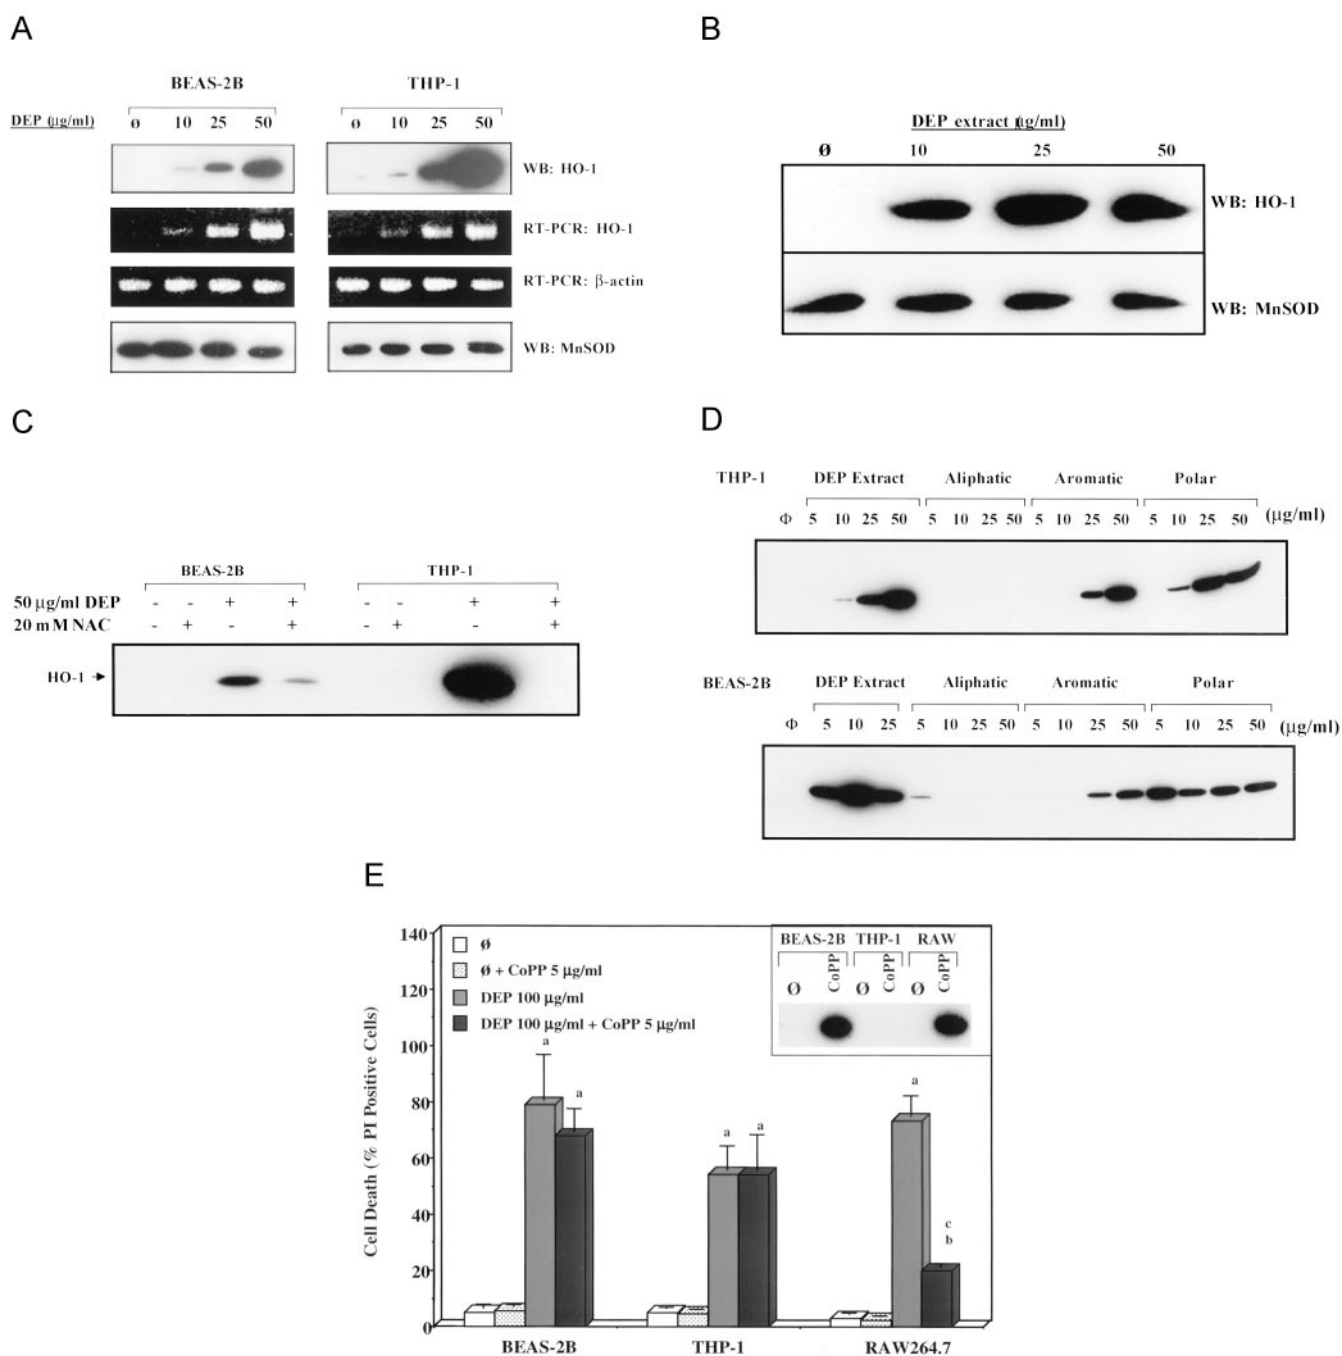 A
BEAS-2B THP-1
DEP (μg/ml) ø 10 25 50 ø 10 25 50
WB: HO-1
RT-PCR: HO-1
RT-PCR: β-actin
WB: MnSOD
B
DEP extract μg/ml)
Ø 10 25 50
WB: HO-1
WB: MnSOD
C
BEAS-2B THP-1
50 μg/ml DEP - - + + - - + +
20 mM NAC - + - + - + - +
HO-1
D
THP-1 DEP Extract Aliphatic Aromatic Polar
Φ 5 10 25 50 5 10 25 50 5 10 25 50 5 10 25 50 (μg/ml)
BEAS-2B DEP Extract Aliphatic Aromatic Polar
Φ 5 10 25 5 10 25 50 5 10 25 50 5 10 25 50 (μg/ml)
E
Cell Death (% PI Positive Cells)
140
120
100
80
60
40
20
0
Ø
Ø + CoPP 5 μg/ml
DEP 100 μg/ml
DEP 100 μg/ml + CoPP 5 μg/ml
BEAS-2B THP-1 RAW
Ø CoPP Ø CoPP Ø CoPP
a a a a a c
b
BEAS-2B THP-1 RAW264.7